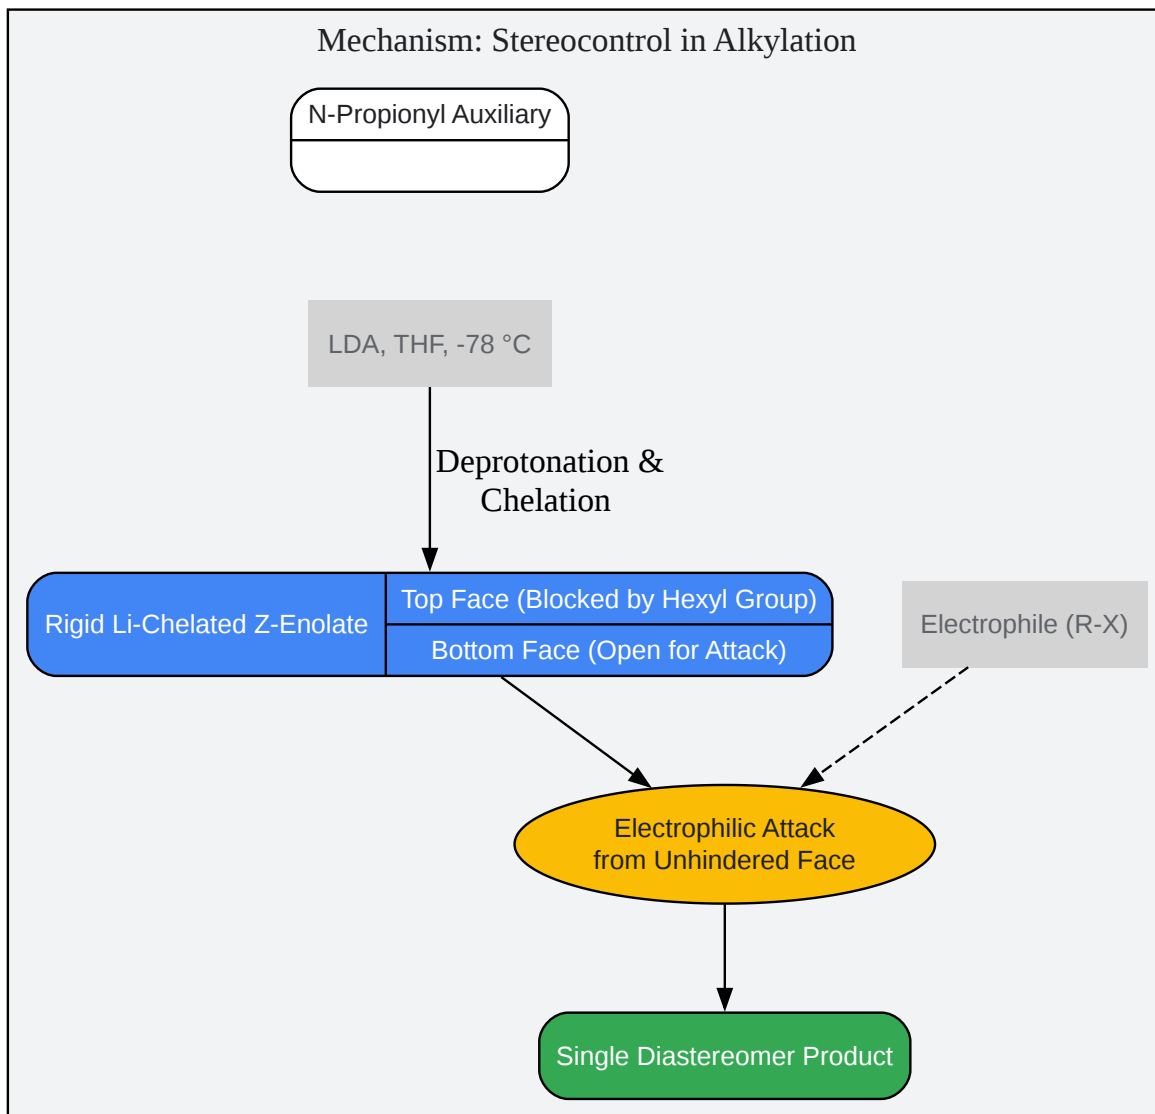 Mechanism: Stereocontrol in Alkylation
N-Propionyl Auxiliary
LDA, THF, -78 °C
Deprotonation &
Chelation
Rigid Li-Chelated Z-Enolate
Top Face (Blocked by Hexyl Group)
Bottom Face (Open for Attack)
Electrophile (R-X)
Electrophilic Attack
from Unhindered Face
Single Diastereomer Product